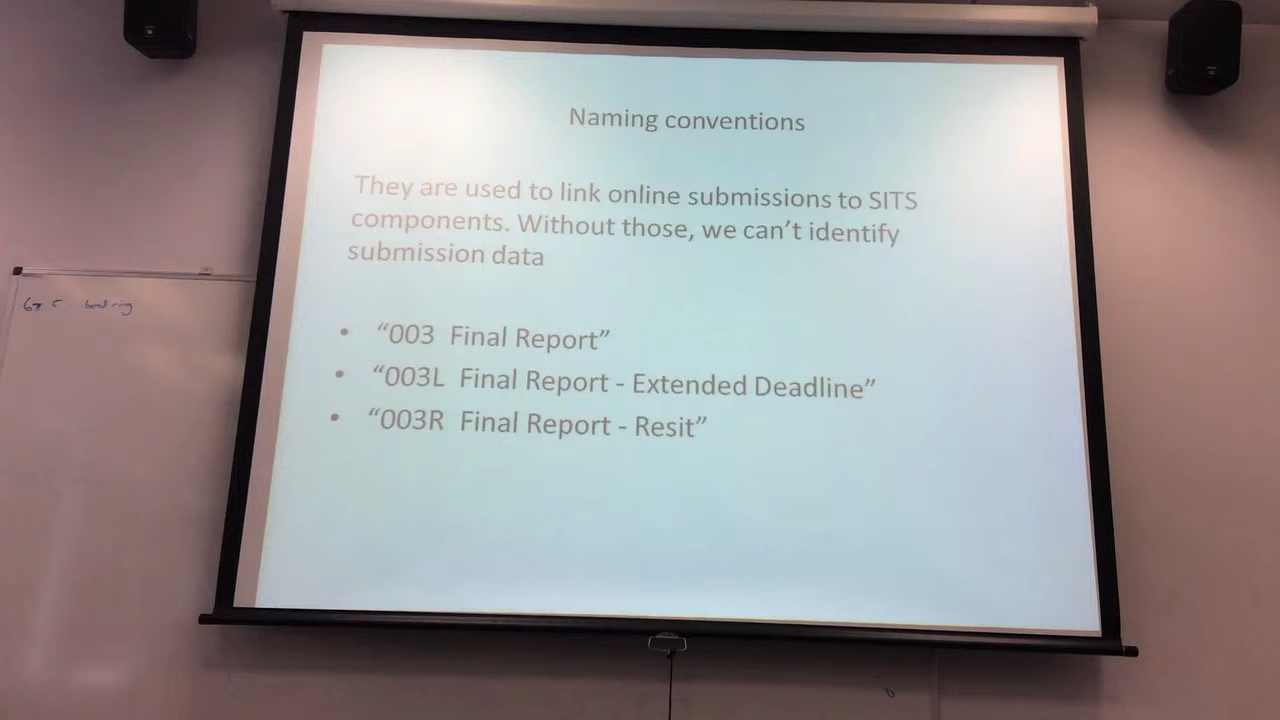 Naming conventions
They are used to link online submissions to SITS
components. Without those, we can't identify
submission data
• "003  Final Report"
• "003L  Final Report - Extended Deadline"
• "003R  Final Report - Resit"